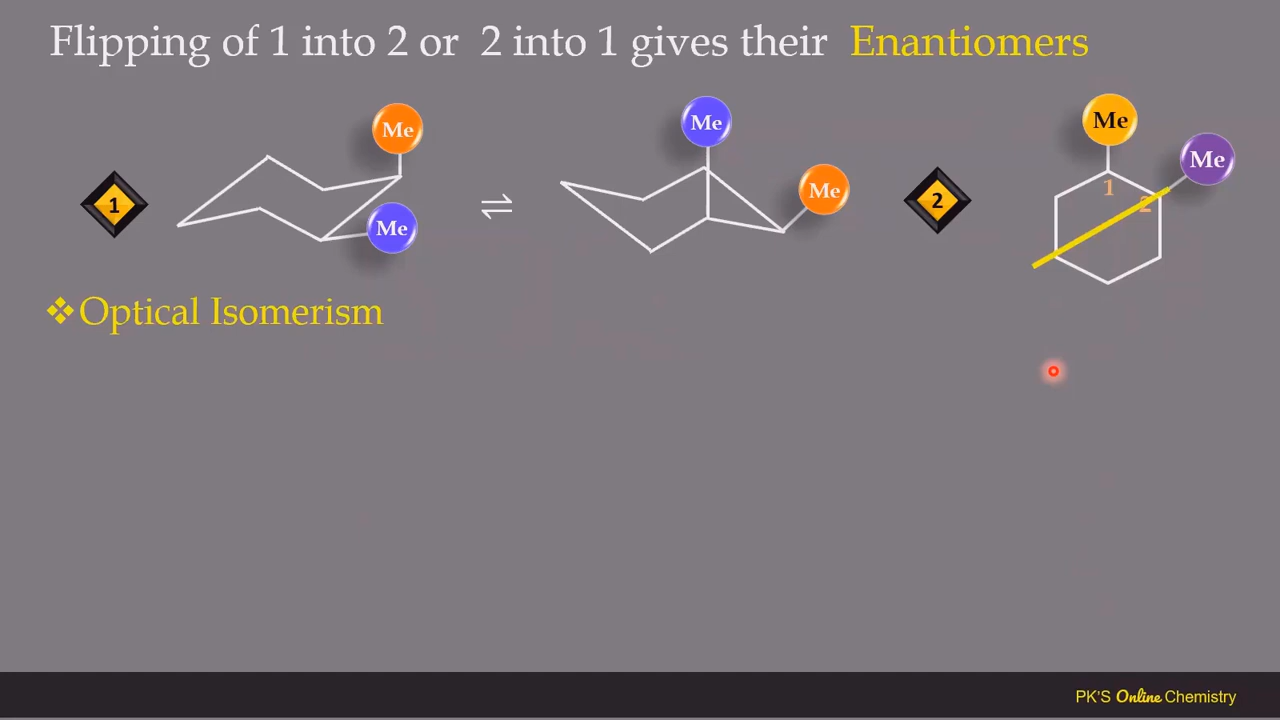 Flipping of 1 into 2 or 2 into 1 gives their Enantiomers
Me
Me
1
Me
Me
2
Me
Me
1
2
❖Optical Isomerism
PK'S Online Chemistry